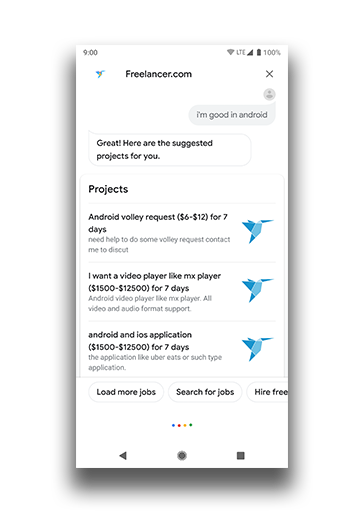 9:00
LTE
100%
Freelancer.com
i'm good in android
Great! Here are the suggested
projects for you.
Projects
Android volley request ($6-$12) for 7
days
need help to do some volley request contact
me to discut
I want a video player like mx player
($1500-$12500) for 7 days
Android video player like mx player. All
video and audio format support.
android and ios application
($1500-$12500) for 7 days
the application like uber eats or such type
application.
Load more jobs
Search for jobs
Hire free